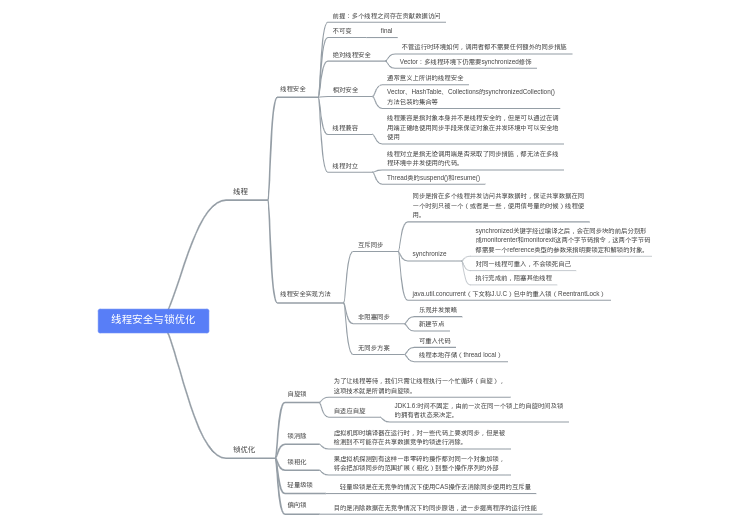 线程安全与锁优化
线程
线程安全
前提：多个线程之间存在贡献数据访问
不可变
final
绝对线程安全
不管运行时环境如何，调用者都不需要任何额外的同步措施
Vector：多线程环境下仍需要synchronized修饰
相对安全
通常意义上所讲的线程安全
Vector、HashTable、Collections的synchronizedCollection()
方法包装的集合等
线程兼容
线程兼容是指对象本身并不是线程安全的，但是可以通过在调
用端正确地使用同步手段来保证对象在并发环境中可以安全地
使用
线程对立
线程对立是指无论调用端是否采取了同步措施，都无法在多线
程环境中并发使用的代码。
Thread类的suspend()和resume()
线程安全实现方法
互斥同步
同步是指在多个线程并发访问共享数据时，保证共享数据在同
一个时刻只被一个（或者是一些，使用信号量的时候）线程使
用。
synchronize
synchronized关键字经过编译之后，会在同步块的前后分别形
成monitorenter和monitorexit这两个字节码指令，这两个字节码
都需要一个reference类型的参数来指明要锁定和解锁的对象。
对同一线程可重入，不会锁死自己
执行完成前，阻塞其他线程
java.util.concurrent（下文称J.U.C）包中的重入锁（ReentrantLock）
非阻塞同步
乐观并发策略
新建节点
无同步方案
可重入代码
线程本地存储（thread local）
锁优化
自旋锁
为了让线程等待，我们只需让线程执行一个忙循环（自旋），
这项技术就是所谓的自旋锁。
自适应自旋
JDK1.6:时间不固定，由前一次在同一个锁上的自旋时间及锁
的拥有者状态来决定。
锁消除
虚拟机即时编译器在运行时，对一些代码上要求同步，但是被
检测到不可能存在共享数据竞争的锁进行消除。
锁粗化
果虚拟机探测到有这样一串零碎的操作都对同一个对象加锁，
将会把加锁同步的范围扩展（粗化）到整个操作序列的外部
轻量级锁
轻量级锁是在无竞争的情况下使用CAS操作去消除同步使用的互斥量
偏向锁
目的是消除数据在无竞争情况下的同步原语，进一步提高程序的运行性能